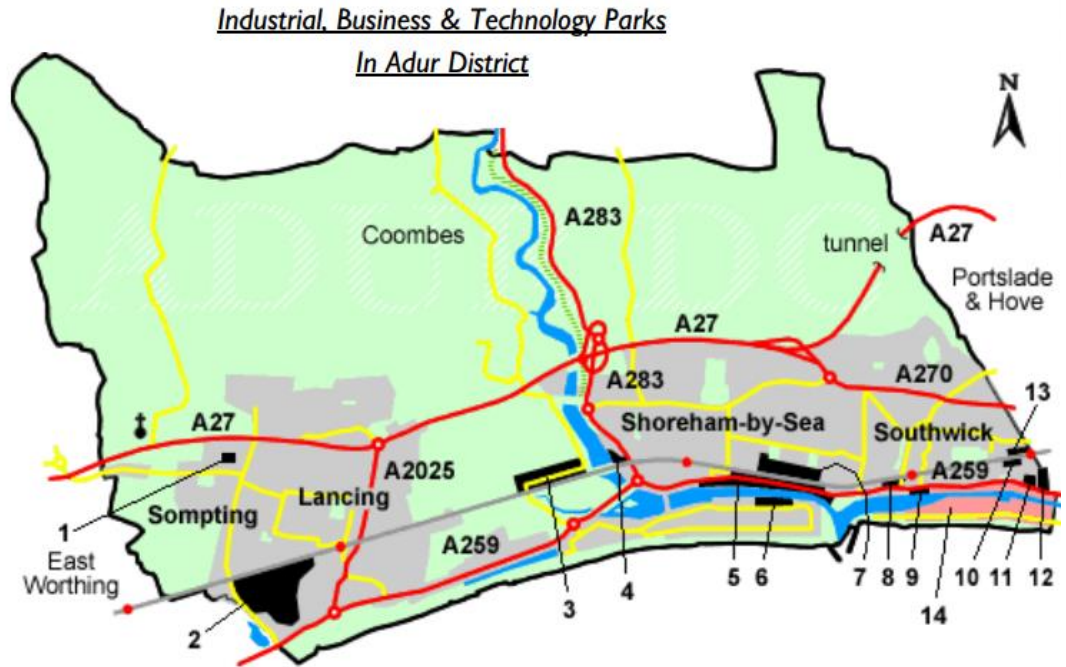 Industrial, Business & Technology Parks
In Adur District
N
A283
Coombes
A27
tunnel
Portslade
& Hove
ADUR DC
A27
A283
A270
13
Shoreham-by-Sea
Southwick
A27
A2025
A259
Lancing
Sompting
1
East
Worthing
A259
2
3
4
5
6
7
8
9
10
11
12
14